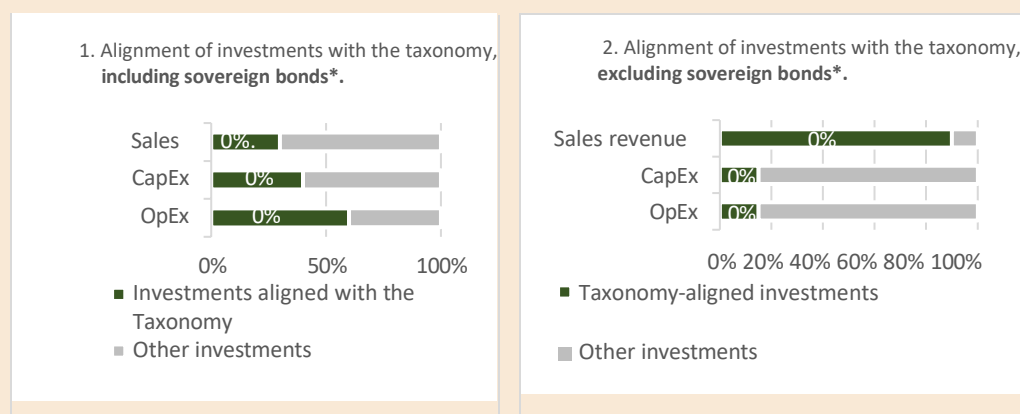 1. Alignment of investments with the taxonomy,
including sovereign bonds*.
Sales
0%.
CapEx
0%
OpEx
0%
0% 50% 100%
Investments aligned with the
Taxonomy
Other investments
2. Alignment of investments with the taxonomy,
excluding sovereign bonds*.
Sales revenue
0%
CapEx
0%
OpEx
0%
0% 20% 40% 60% 80% 100%
Taxonomy-aligned investments
Other investments